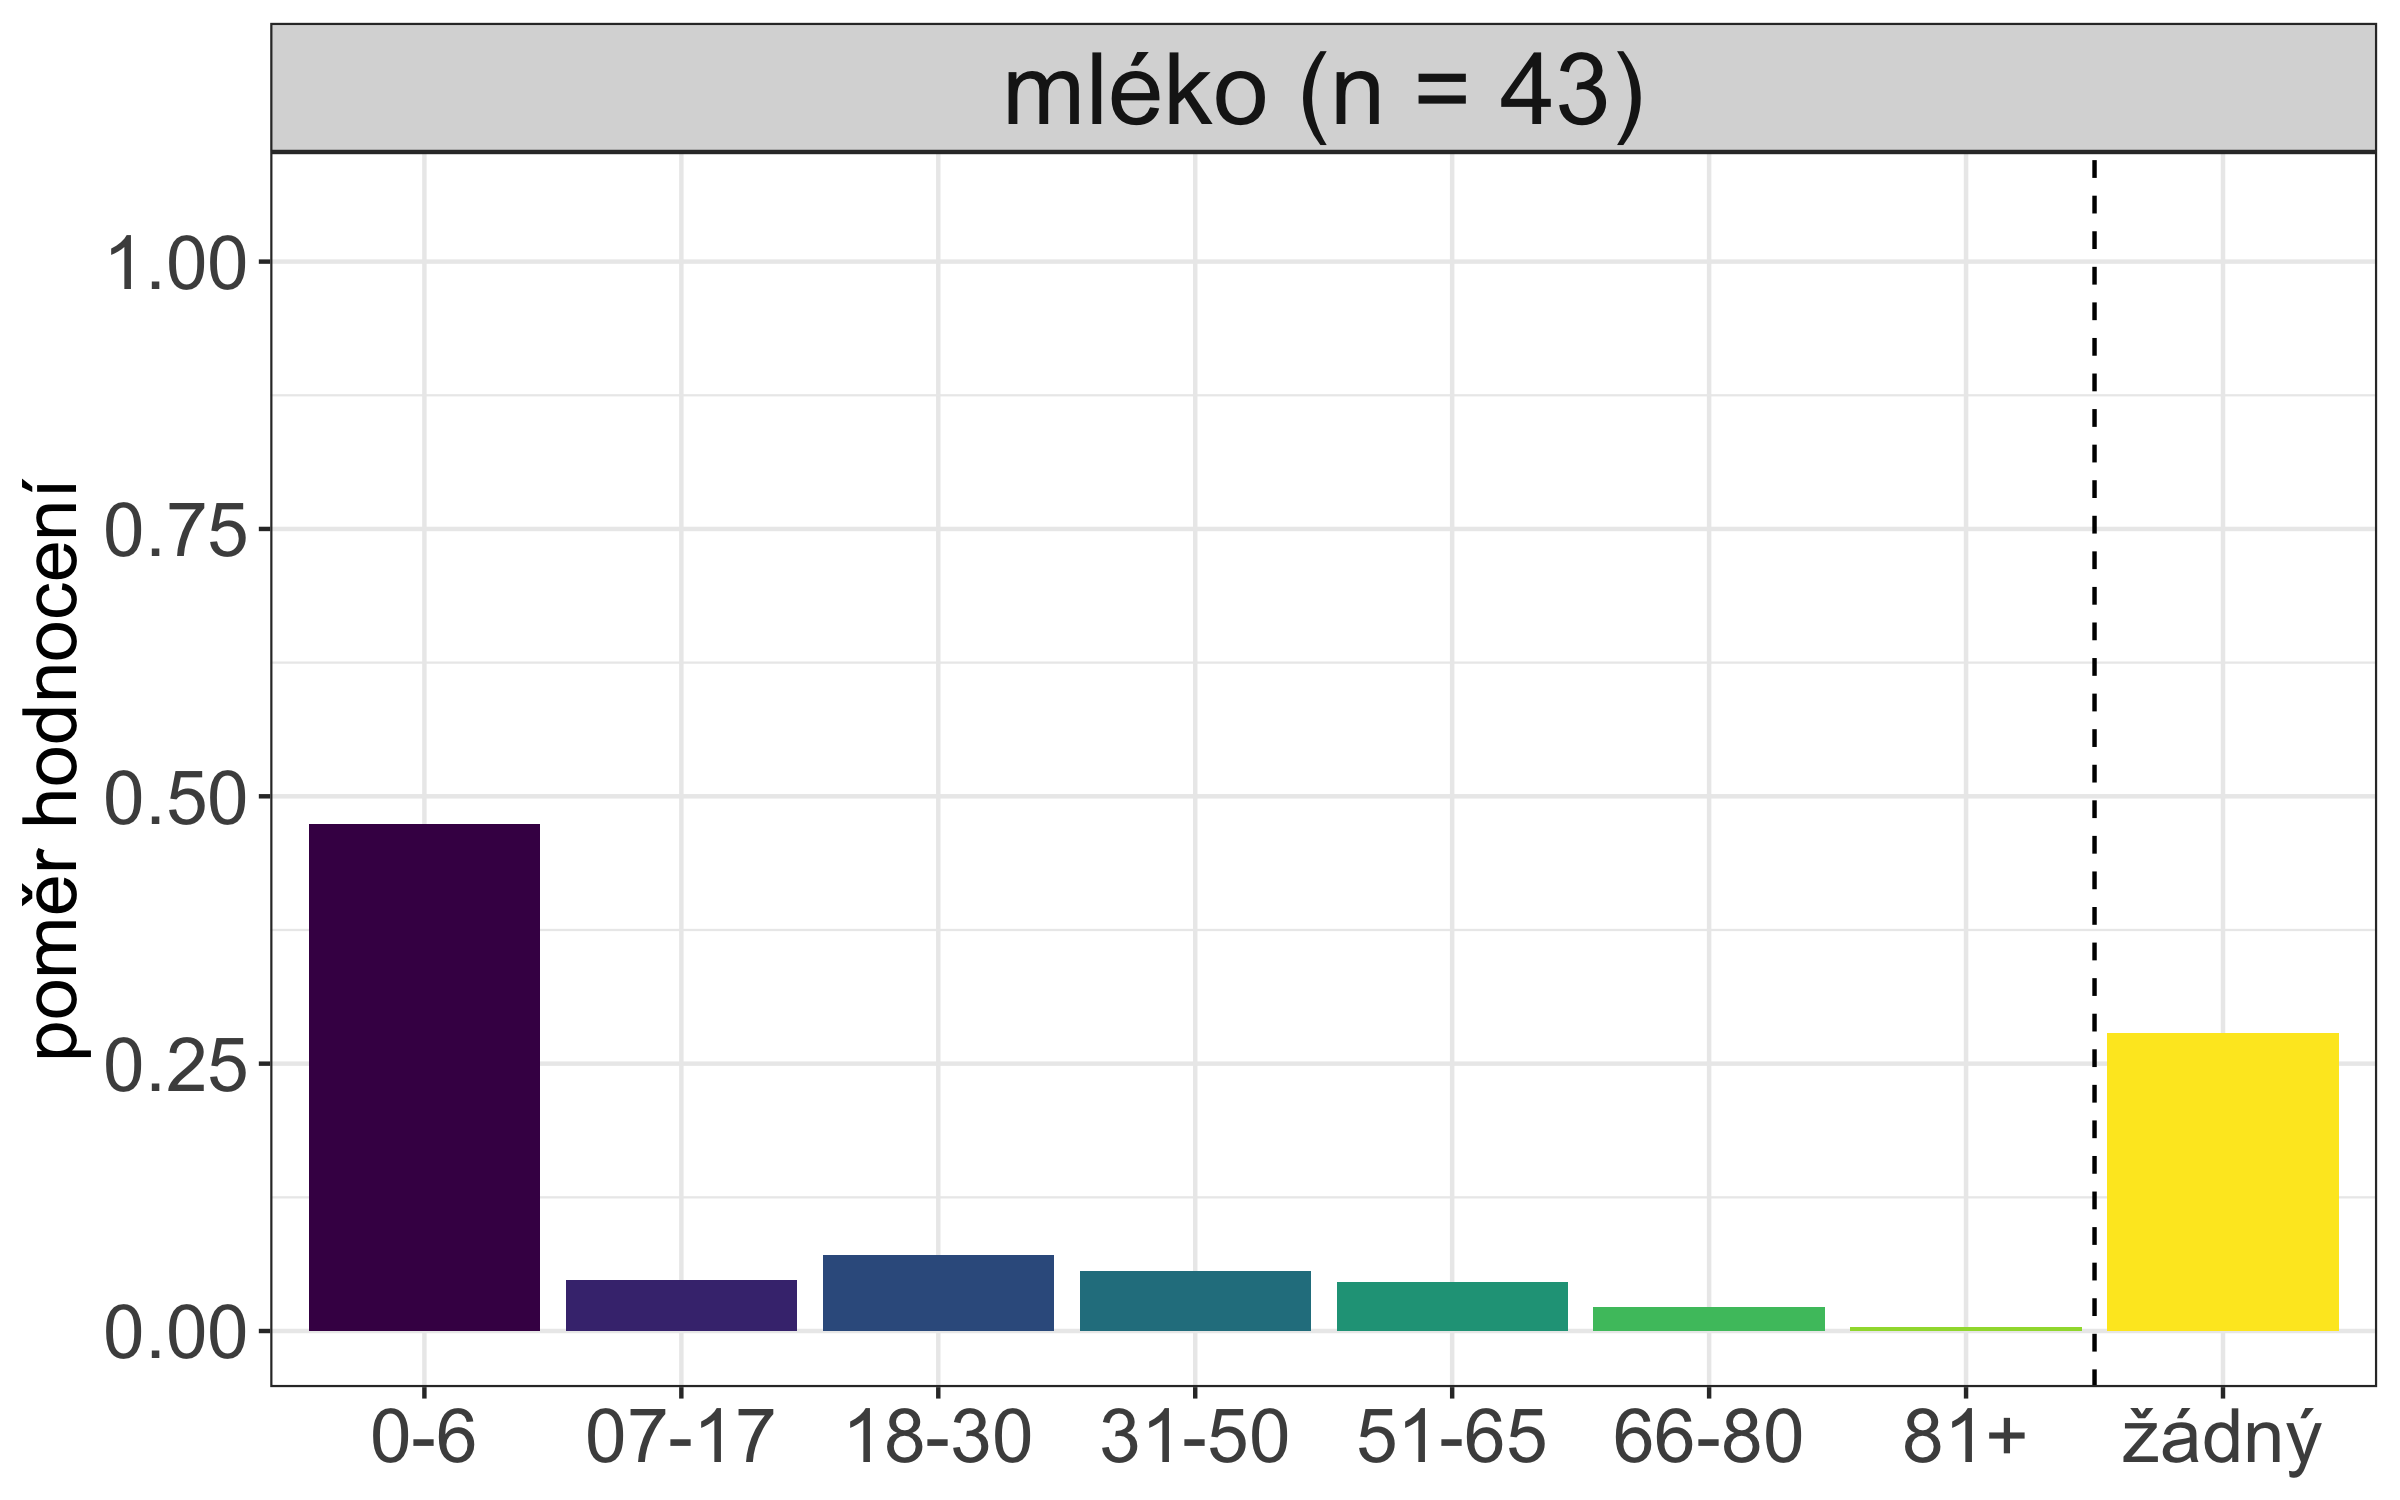 mléko (n = 43)
poměr hodnocení
1.00
0.75
0.50
0.25
0.00
0-6 07-17 18-30 31-50 51-65 66-80 81+ žádný